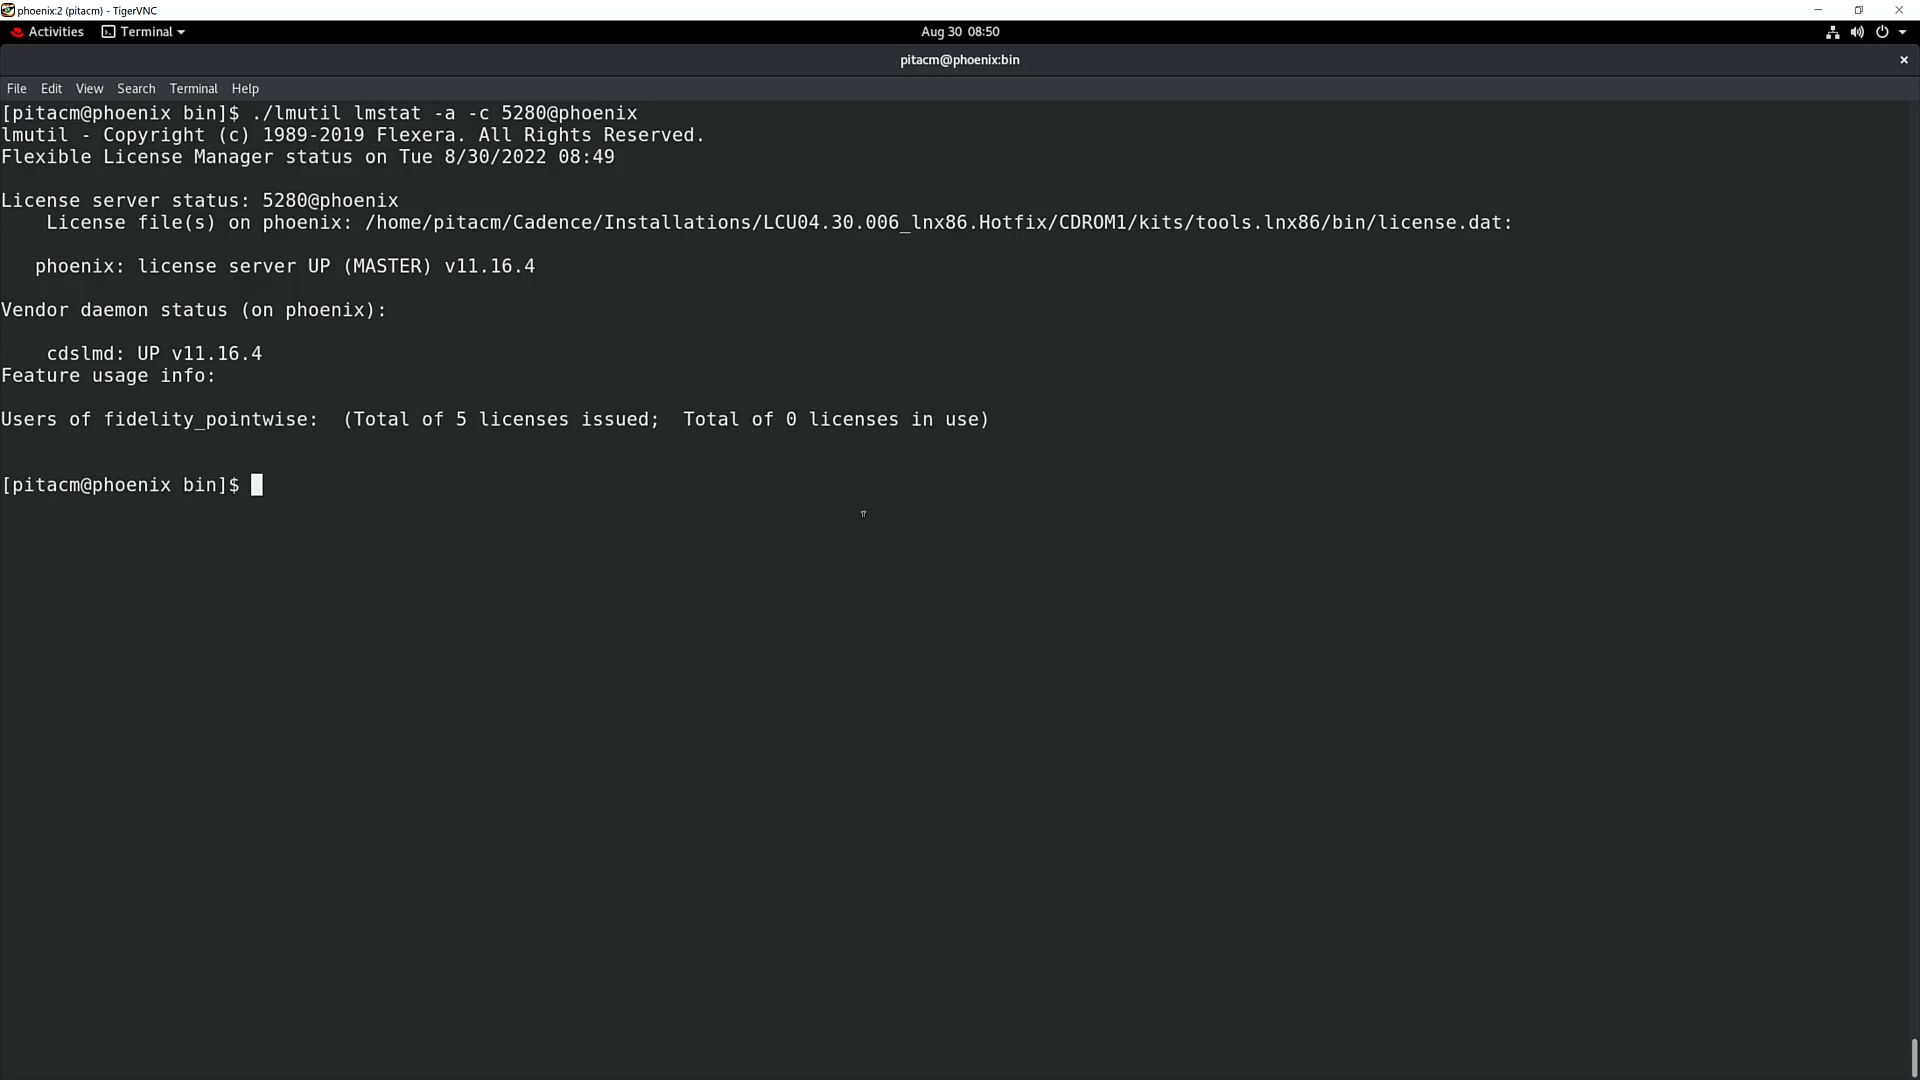 phoenix:2 (pitacm) - TigerVNC
Activities Terminal Aug 30 08:50
pitacm@phoenix:bin
File Edit View Search Terminal Help
[pitacm@phoenix bin]$ ./lmutil lmstat -a -c 5280@phoenix
lmutil - Copyright (c) 1989-2019 Flexera. All Rights Reserved.
Flexible License Manager status on Tue 8/30/2022 08:49
License server status: 5280@phoenix
License file(s) on phoenix: /home/pitacm/Cadence/Installations/LCU04.30.006_lnx86.Hotfix/CDROM1/kits/tools.lnx86/bin/license.dat:
phoenix: license server UP (MASTER) v11.16.4
Vendor daemon status (on phoenix):
cdslmd: UP v11.16.4
Feature usage info:
Users of fidelity_pointwise:  (Total of 5 licenses issued;  Total of 0 licenses in use)
[pitacm@phoenix bin]$